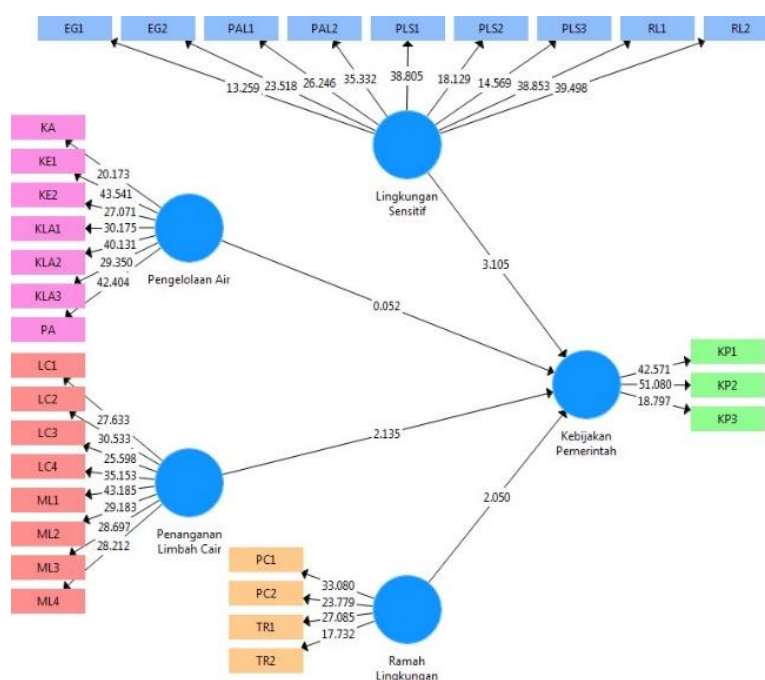 EG1 EG2 PAL1 PAL2 PLS1 PLS2 PLS3 RL1 RL2
13.259 23.518 26.246 35.332 38.805 18.129 14.569 38.853 39.498
Lingkungan
Sensitif
KA
KE1
KE2
KLA1
KLA2
KLA3
PA
20.173
43.541
27.071
30.175
40.131
29.350
42.404
Pengelolaan Air
3.105
0.052
LC1
LC2
LC3
LC4
ML1
ML2
ML3
ML4
27.633
30.533
25.598
35.153
43.185
29.183
28.697
28.212
Penanganan
Limbah Cair
2.135
2.050
42.571
51.080
18.797
KP1
KP2
KP3
Kebijakan
Pemerintah
PC1
PC2
TR1
TR2
33.080
23.779
27.085
17.732
Ramah
Lingkungan